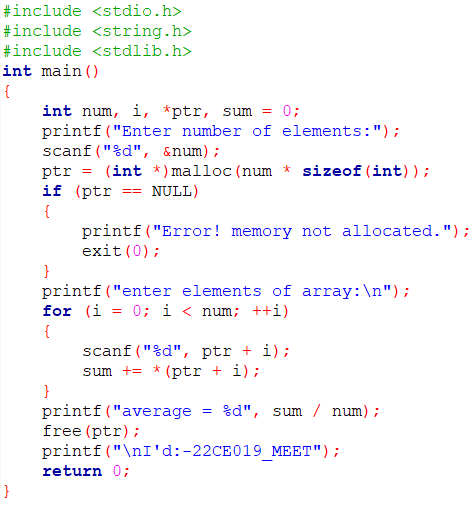 #include <stdio.h>
#include <string.h>
#include <stdlib.h>
int main()
{
    int num, i, *ptr, sum = 0;
    printf("Enter number of elements:");
    scanf("%d", &num);
    ptr = (int *)malloc(num * sizeof(int));
    if (ptr == NULL)
    {
        printf("Error! memory not allocated.");
        exit(0);
    }
    printf("enter elements of array:\n");
    for (i = 0; i < num; ++i)
    {
        scanf("%d", ptr + i);
        sum += *(ptr + i);
    }
    printf("average = %d", sum / num);
    free(ptr);
    printf("\nI'd:-22CE019_MEET");
    return 0;
}